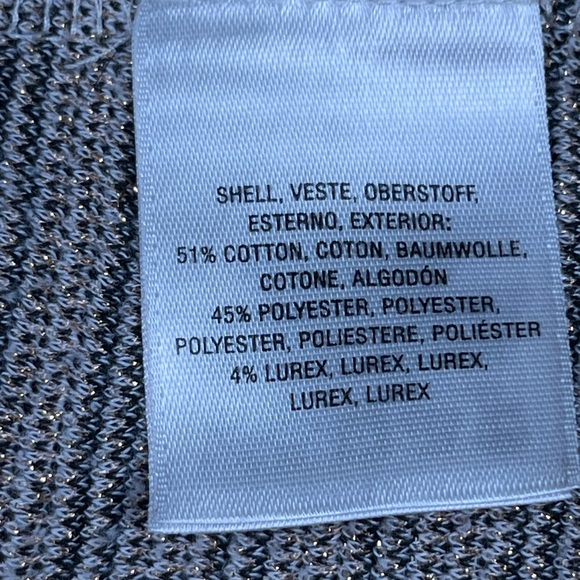 SHELL, VESTE, OBERSTOFF,
ESTERNO, EXTERIOR:
51% COTTON, COTON, BAUMWOLLE,
COTONE, ALGODÓN
45% POLYESTER, POLYESTER,
POLYESTER, POLIESTERE, POLIÉSTER
4% LUREX, LUREX, LUREX,
LUREX, LUREX